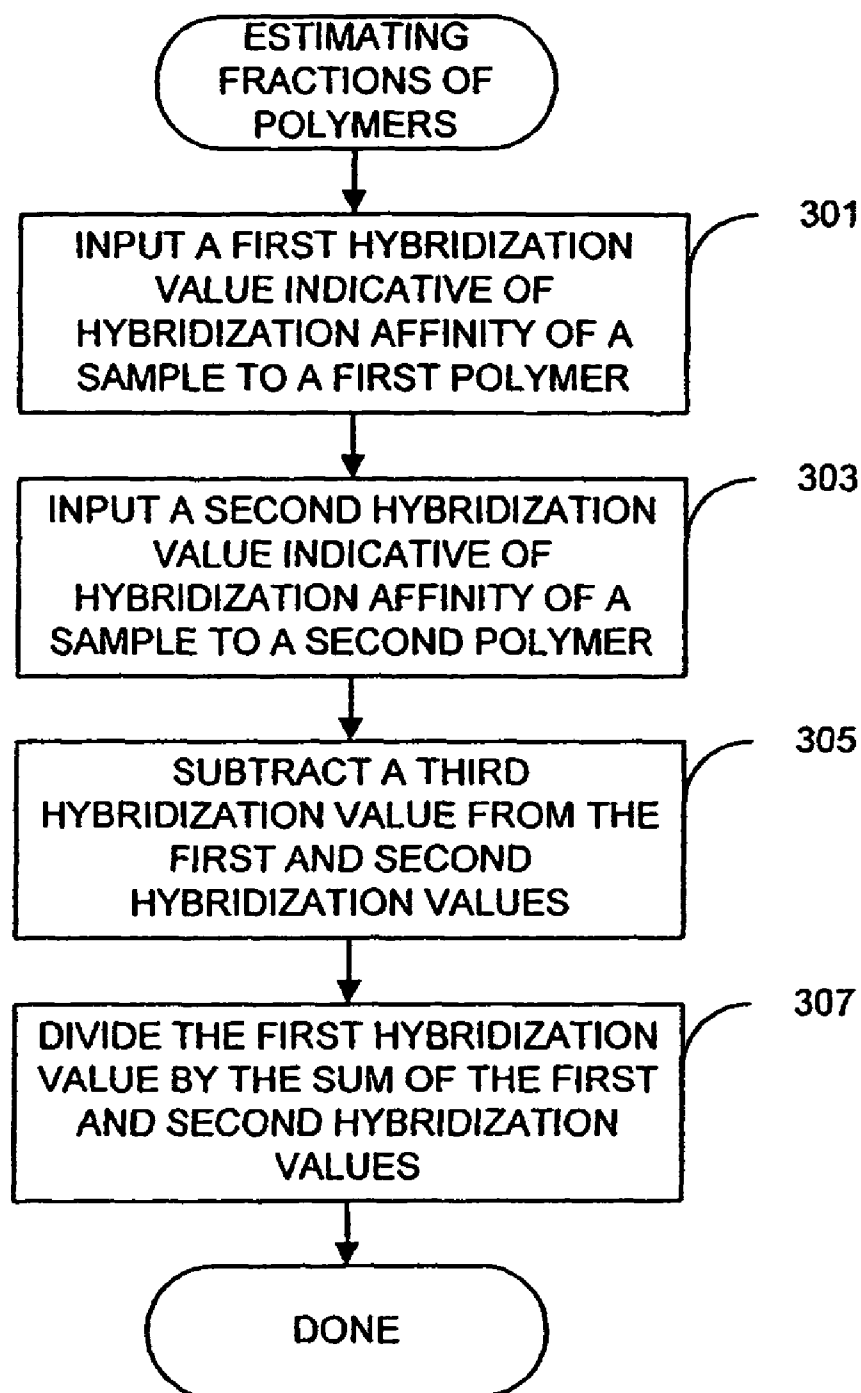 ESTIMATING
FRACTIONS OF
POLYMERS
301
INPUT A FIRST HYBRIDIZATION
VALUE INDICATIVE OF
HYBRIDIZATION AFFINITY OF A
SAMPLE TO A FIRST POLYMER
303
INPUT A SECOND HYBRIDIZATION
VALUE INDICATIVE OF
HYBRIDIZATION AFFINITY OF A
SAMPLE TO A SECOND POLYMER
305
SUBTRACT A THIRD
HYBRIDIZATION VALUE FROM THE
FIRST AND SECOND
HYBRIDIZATION VALUES
307
DIVIDE THE FIRST HYBRIDIZATION
VALUE BY THE SUM OF THE FIRST
AND SECOND HYBRIDIZATION
VALUES
DONE